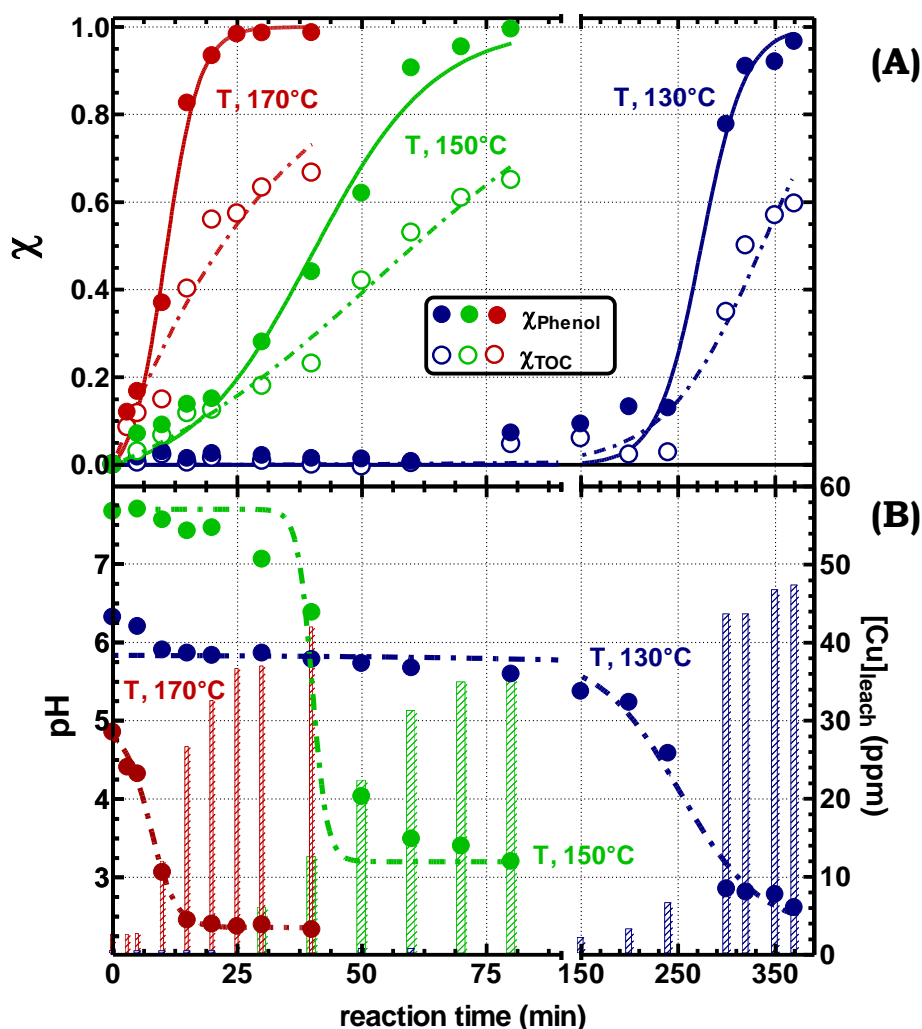 1.0
0.8
0.6
0.4
0.2
0.0
χ
T, 170°C
T, 150°C
T, 130°C
(A)
χPhenol
χTOC
7
6
5
4
3
pH
T, 170°C
T, 130°C
T, 150°C
60
50
40
30
20
10
0
(B)
[Cu]leach (ppm)
0
25
50
75
150
250
350
reaction time (min)